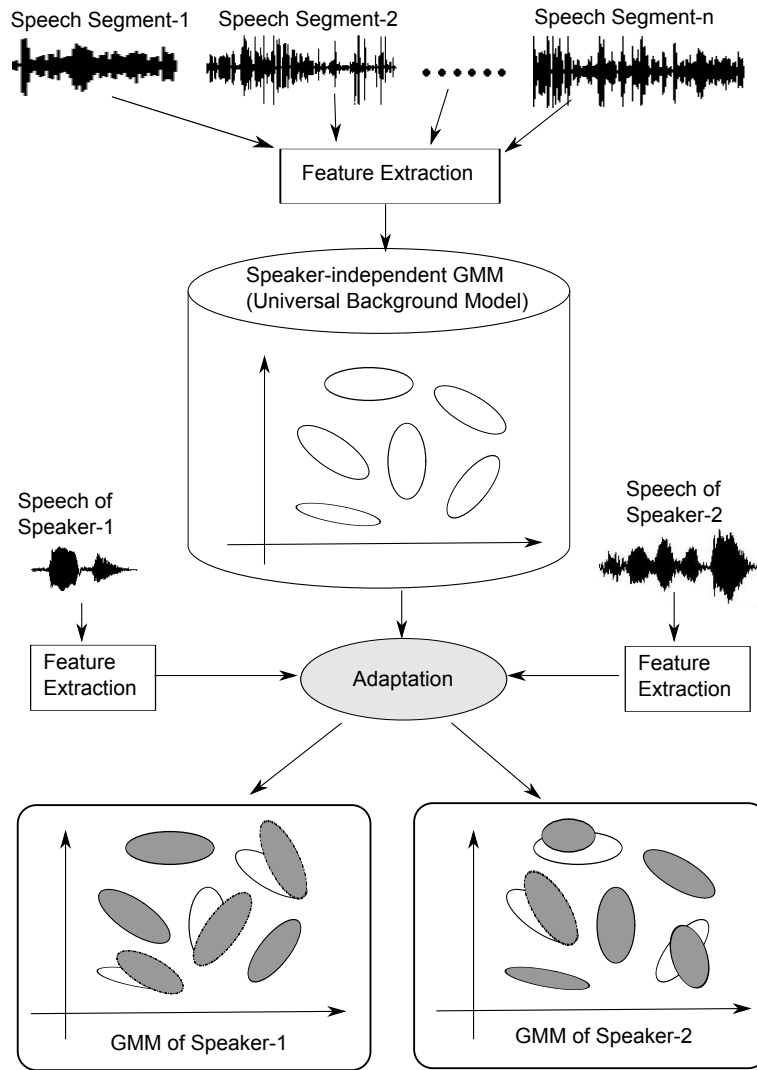 Speech Segment-1
Speech Segment-2
Speech Segment-n
Feature Extraction
Speaker-independent GMM
(Universal Background Model)
Speech of
Speaker-1
Speech of
Speaker-2
Feature
Extraction
Adaptation
Feature
Extraction
GMM of Speaker-1
GMM of Speaker-2